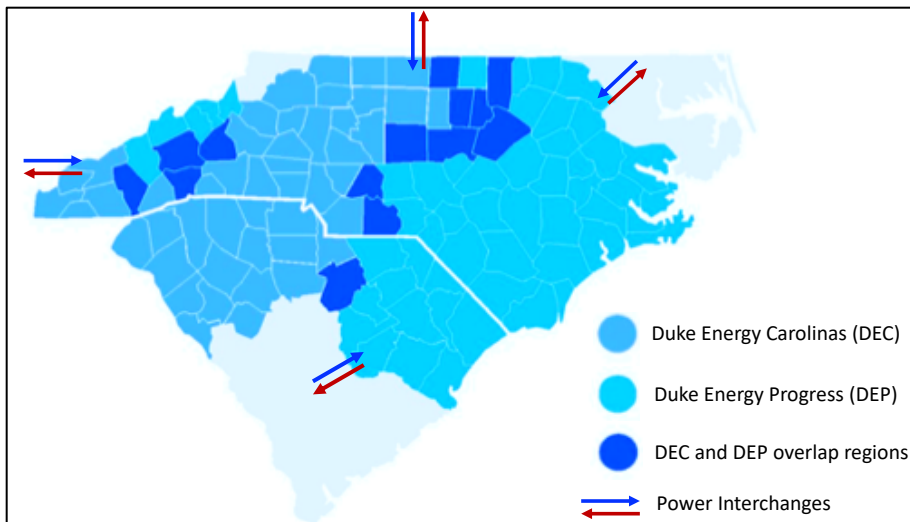 Duke Energy Carolinas (DEC)
Duke Energy Progress (DEP)
DEC and DEP overlap regions
Power Interchanges